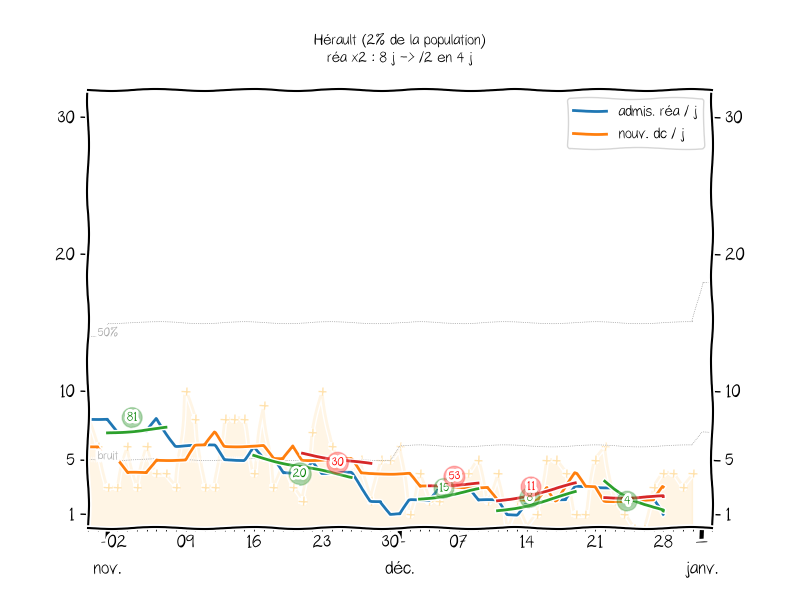 Hérault (2% de la population)
réa x2 : 8 j -> /2 en 4 j
admis. réa / j
nouv. dc / j
30 30
20 20
50%
10 10
81
5 bruit 20 30 19 53 11 8 4 5
1 1
02 09 16 23 30 07 14 21 28
nov. déc. janv.